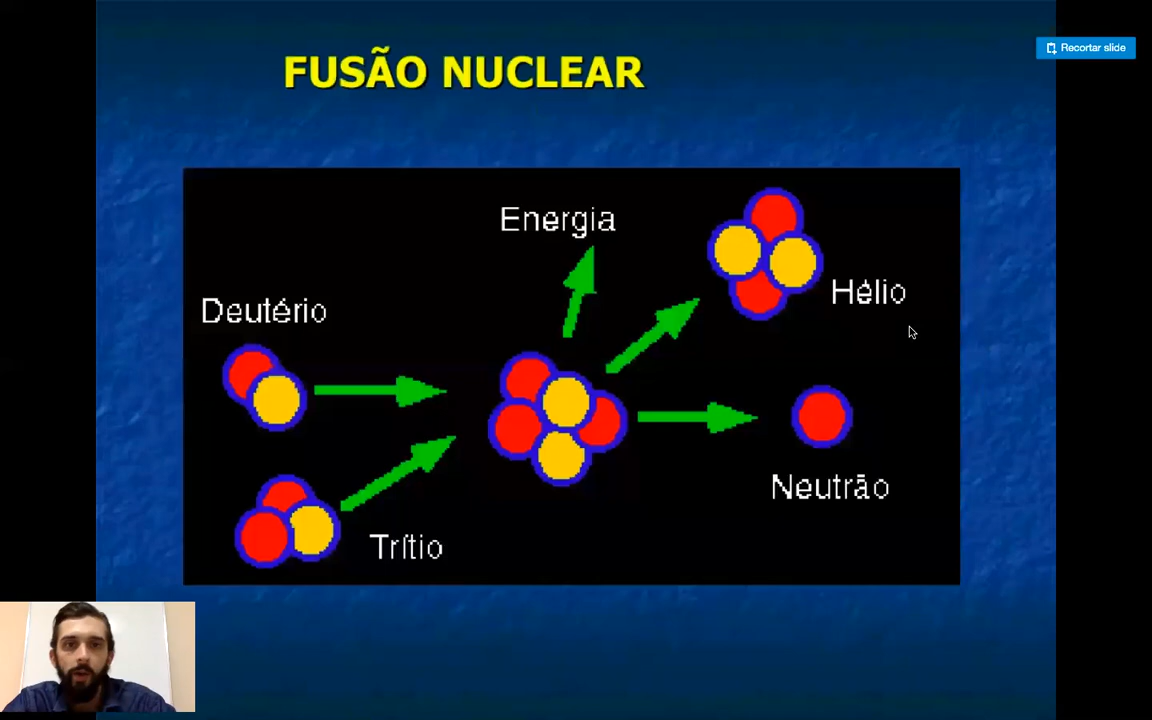 Recortar slide
FUSÃO NUCLEAR
Energia
Hélio
Deutério
Neutrão
Trítio